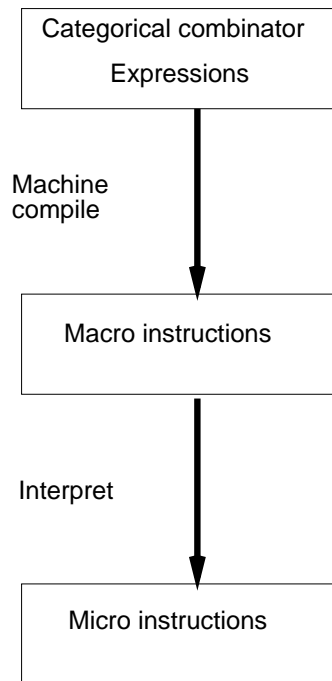 Categorical combinator
Expressions
Machine
compile
Macro instructions
Interpret
Micro instructions